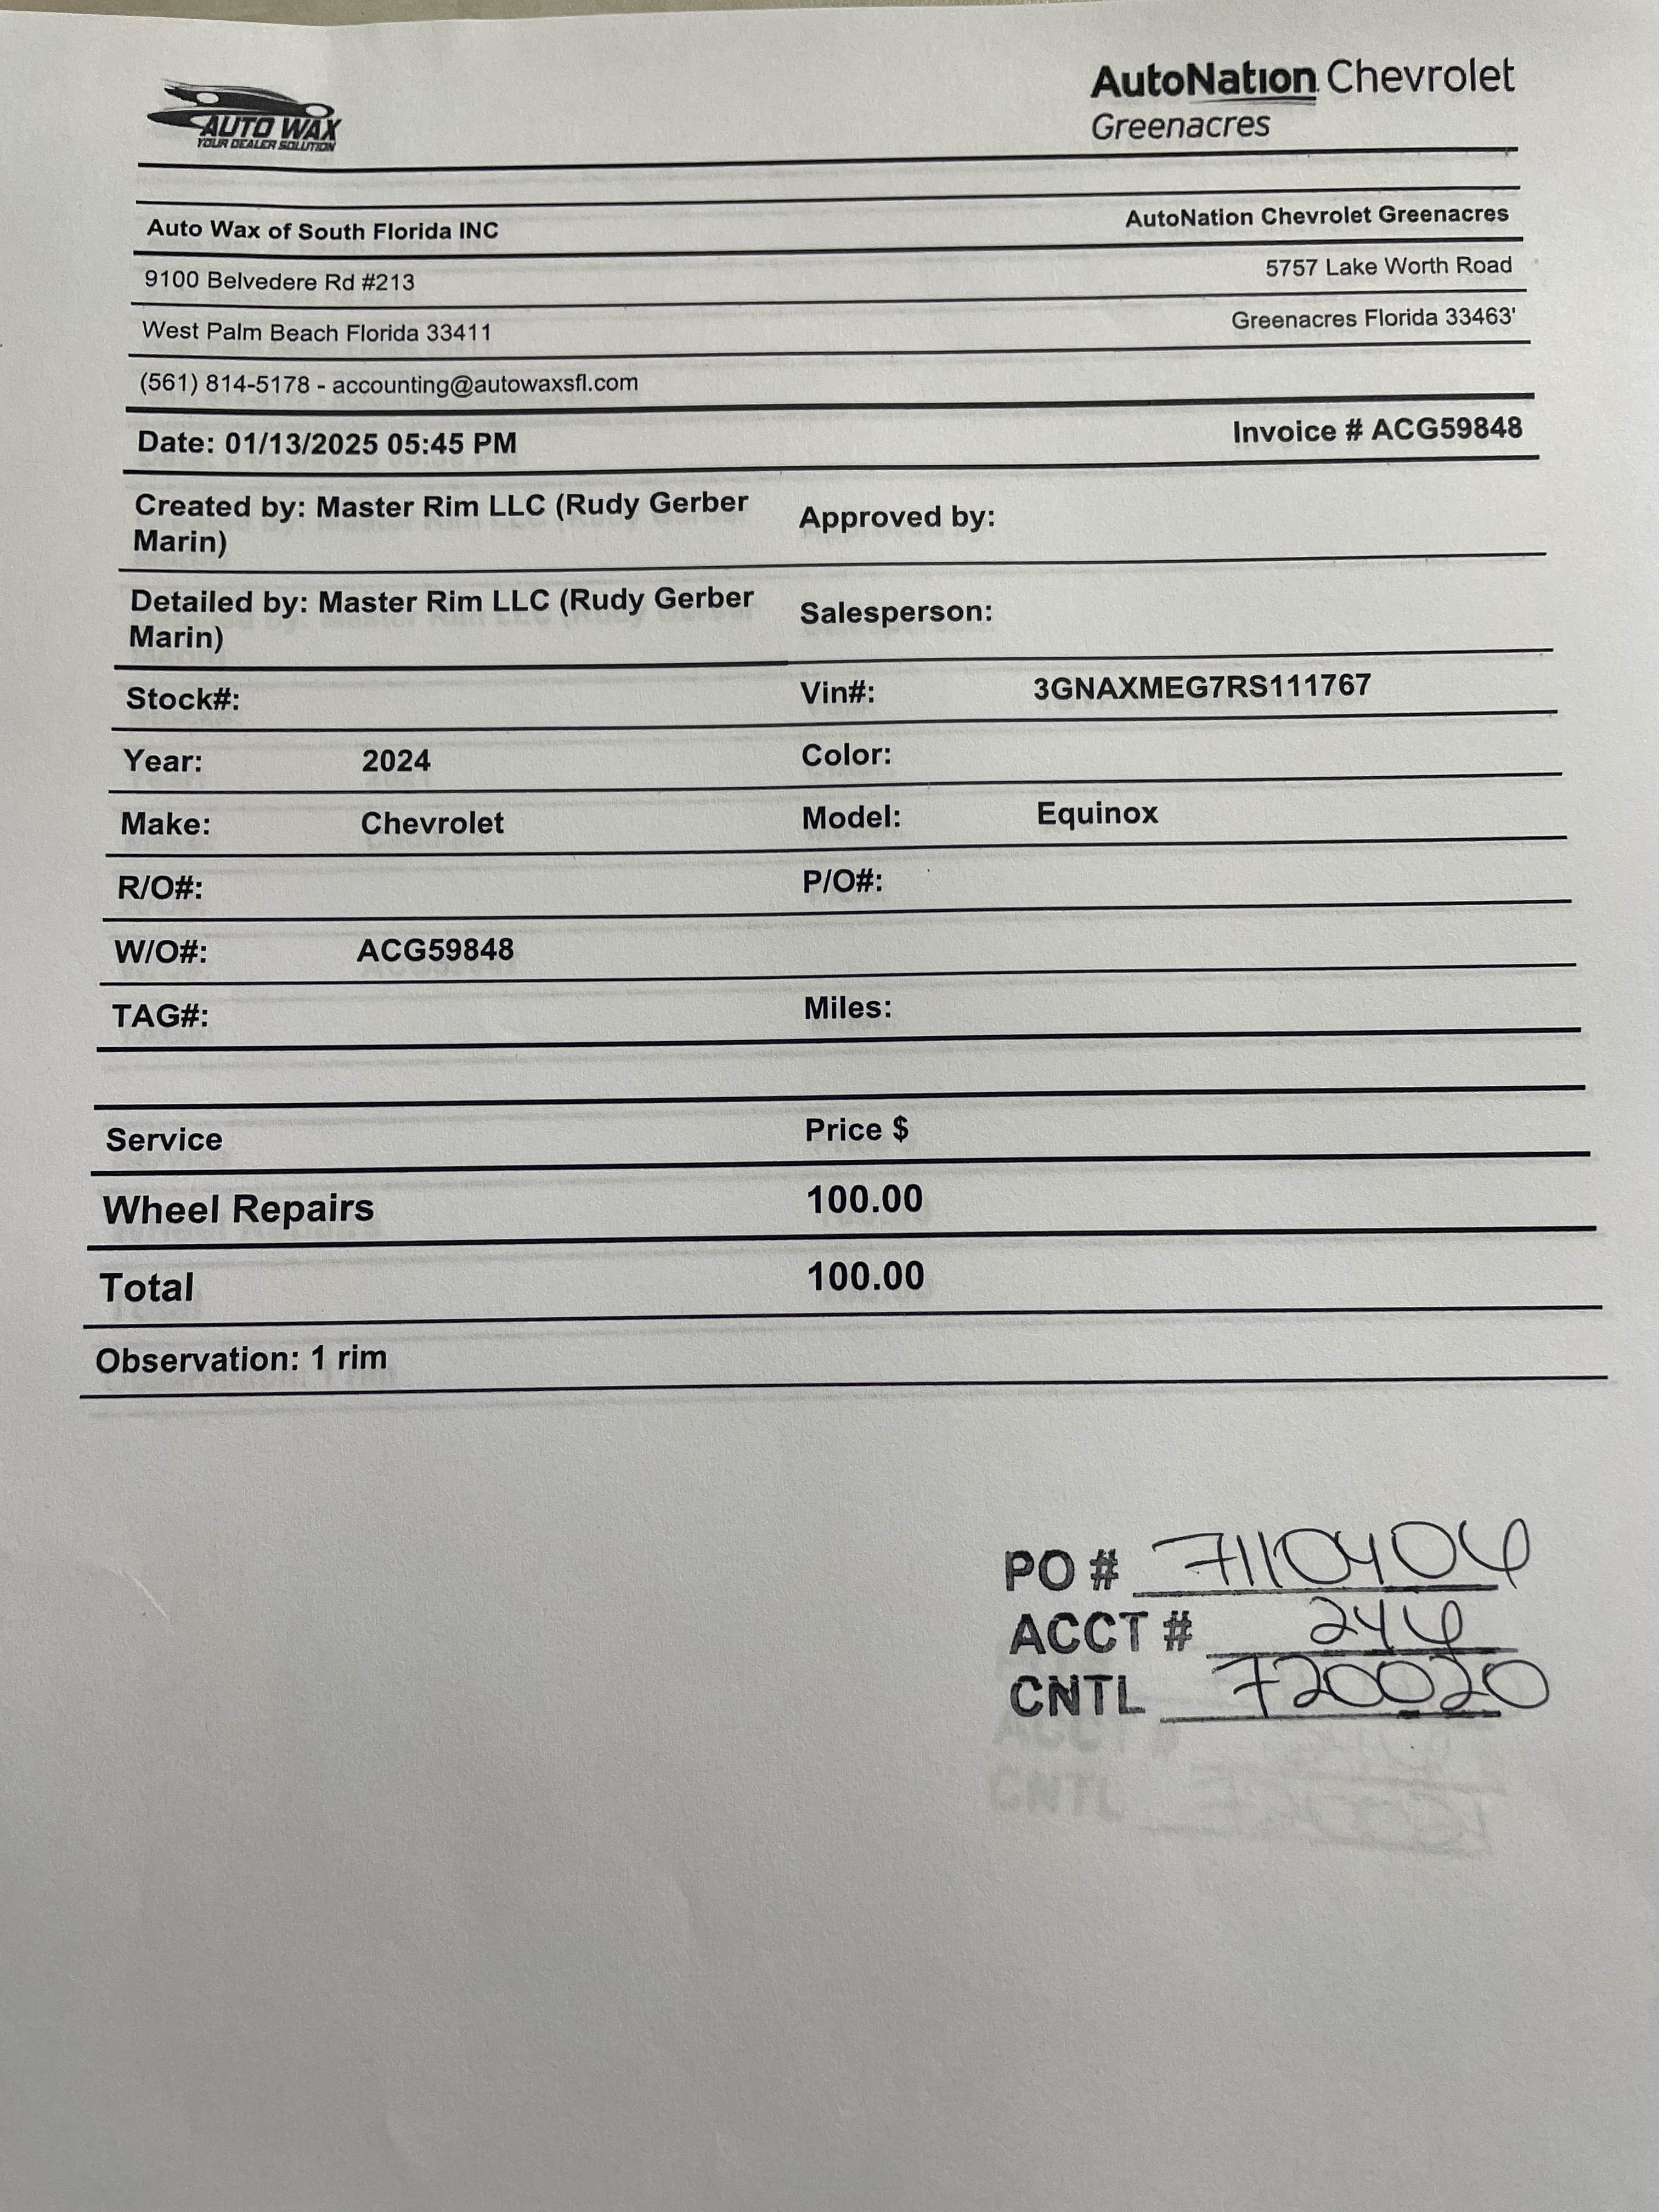 AUTO WAX
YOUR DEALER SOLUTION
AutoNation Chevrolet
Greenacres
Auto Wax of South Florida INC
AutoNation Chevrolet Greenacres
9100 Belvedere Rd #213
5757 Lake Worth Road
West Palm Beach Florida 33411
Greenacres Florida 33463'
(561) 814-5178 - accounting@autowaxsfl.com
Date: 01/13/2025 05:45 PM
Invoice # ACG59848
Created by: Master Rim LLC (Rudy Gerber
Marin)
Approved by:
Detailed by: Master Rim LLC (Rudy Gerber
Marin)
Salesperson:
Stock#:
Vin#: 3GNAXMEG7RS111767
Year: 2024
Color:
Make: Chevrolet
Model: Equinox
R/O#:
P/O#:
W/O#: ACG59848
TAG#:
Miles:
Service Price $
Wheel Repairs 100.00
Total 100.00
Observation: 1 rim
PO # 7110406
ACCT # 246
CNTL 720020
ACCT #
CNTL